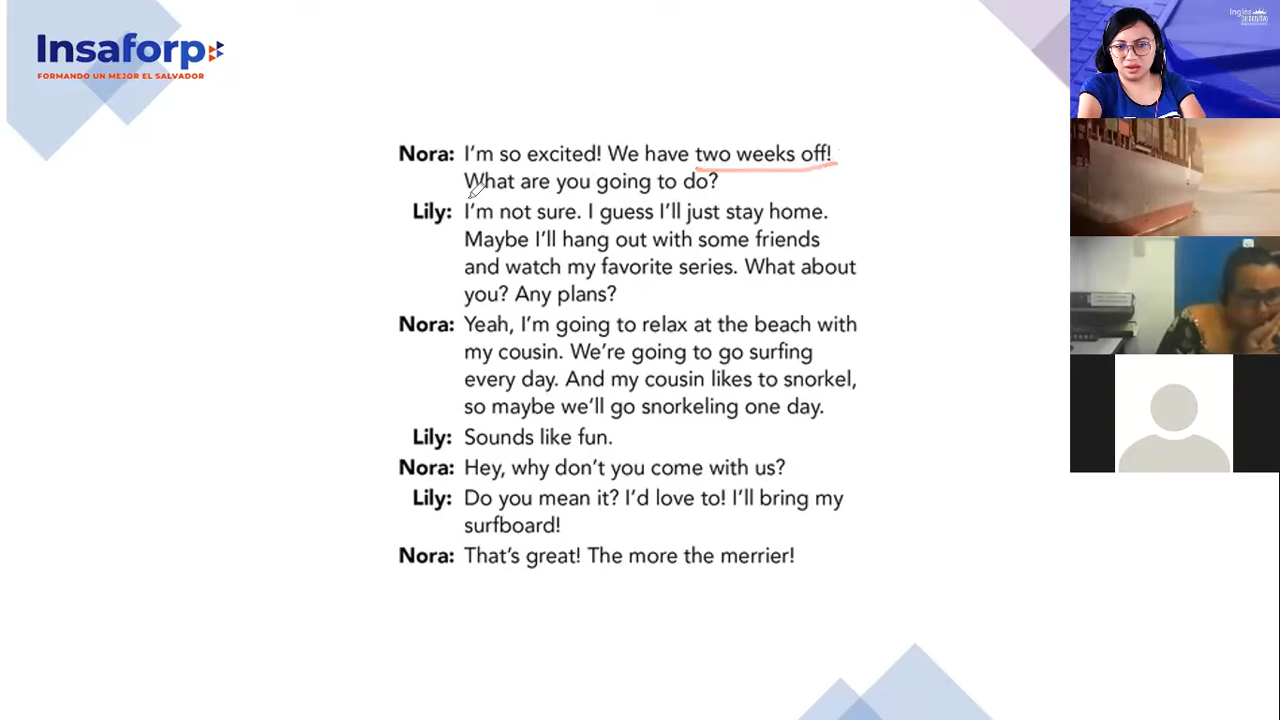 Insaforp
FORMANDO UN MEJOR EL SALVADOR
Nora: I'm so excited! We have two weeks off!
What are you going to do?
Lily: I'm not sure. I guess I'll just stay home.
Maybe I'll hang out with some friends
and watch my favorite series. What about
you? Any plans?
Nora: Yeah, I'm going to relax at the beach with
my cousin. We're going to go surfing
every day. And my cousin likes to snorkel,
so maybe we'll go snorkeling one day.
Lily: Sounds like fun.
Nora: Hey, why don't you come with us?
Lily: Do you mean it? I'd love to! I'll bring my
surfboard!
Nora: That's great! The more the merrier!